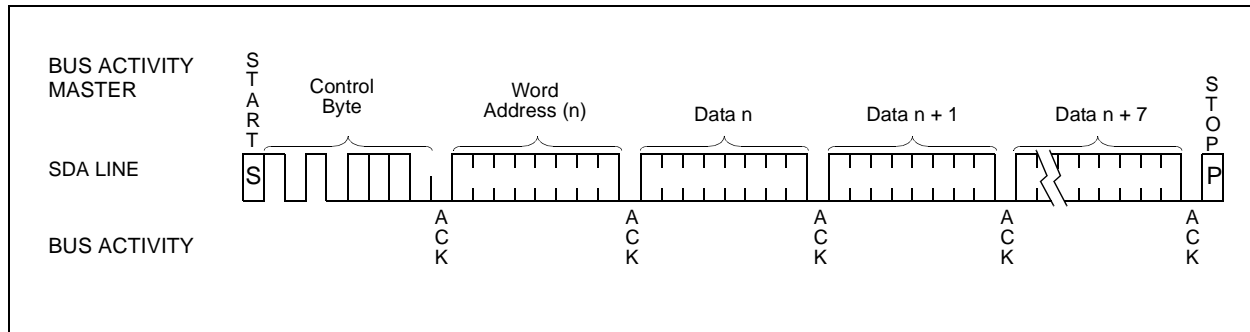 BUS ACTIVITY
MASTER
START
Control
Byte
Word
Address (n)
Data n
Data n + 1
Data n + 7
STOP
SDA LINE
S
P
BUS ACTIVITY
ACK
ACK
ACK
ACK
ACK